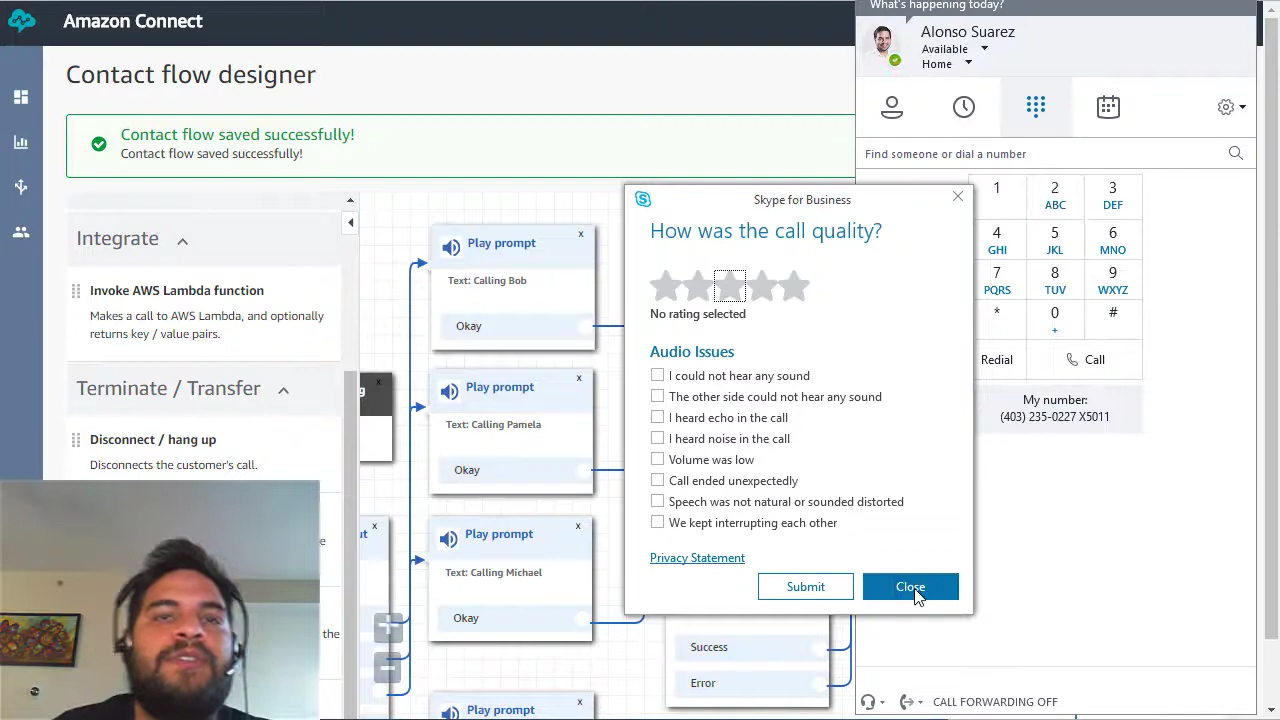 Amazon Connect
Contact flow designer
Contact flow saved successfully!
Contact flow saved successfully!
Integrate
Invoke AWS Lambda function
Makes a call to AWS Lambda, and optionally
returns key / value pairs.
Terminate / Transfer
Disconnect / hang up
Disconnects the customer's call.
the
x
x
Play prompt
x
Text: Calling Bob
Okay
Play prompt
x
Text: Calling Pamela
Okay
Play prompt
x
Text: Calling Michael
Okay
Play prompt
x
Success
Error
Skype for Business
How was the call quality?
No rating selected
Audio Issues
I could not hear any sound
The other side could not hear any sound
I heard echo in the call
I heard noise in the call
Volume was low
Call ended unexpectedly
Speech was not natural or sounded distorted
We kept interrupting each other
Privacy Statement
Submit
Close
What's happening today?
Alonso Suarez
Available
Home
Find someone or dial a number
1
2
ABC
3
DEF
4
GHI
5
JKL
6
MNO
7
PQRS
8
TUV
9
WXYZ
*
0
+
#
Redial
Call
My number:
(403) 235-0227 X5011
CALL FORWARDING OFF